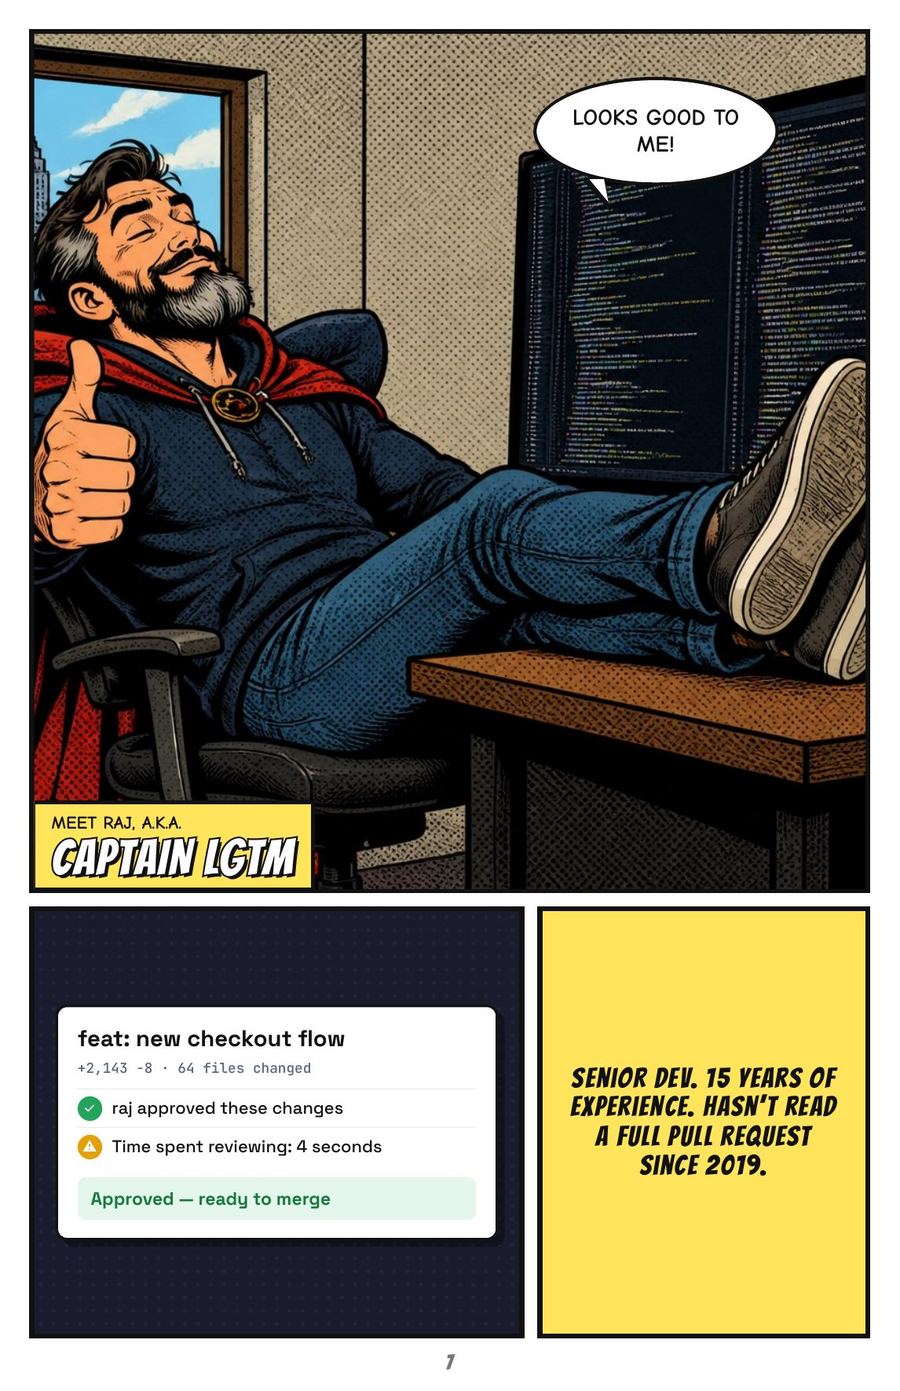 LOOKS GOOD TO
ME!
MEET RAJ, A.K.A.
CAPTAIN LGTM
feat: new checkout flow
+2,143 -8 · 64 files changed
raj approved these changes
Time spent reviewing: 4 seconds
Approved — ready to merge
SENIOR DEV. 15 YEARS OF
EXPERIENCE. HASN'T READ
A FULL PULL REQUEST
SINCE 2019.
1